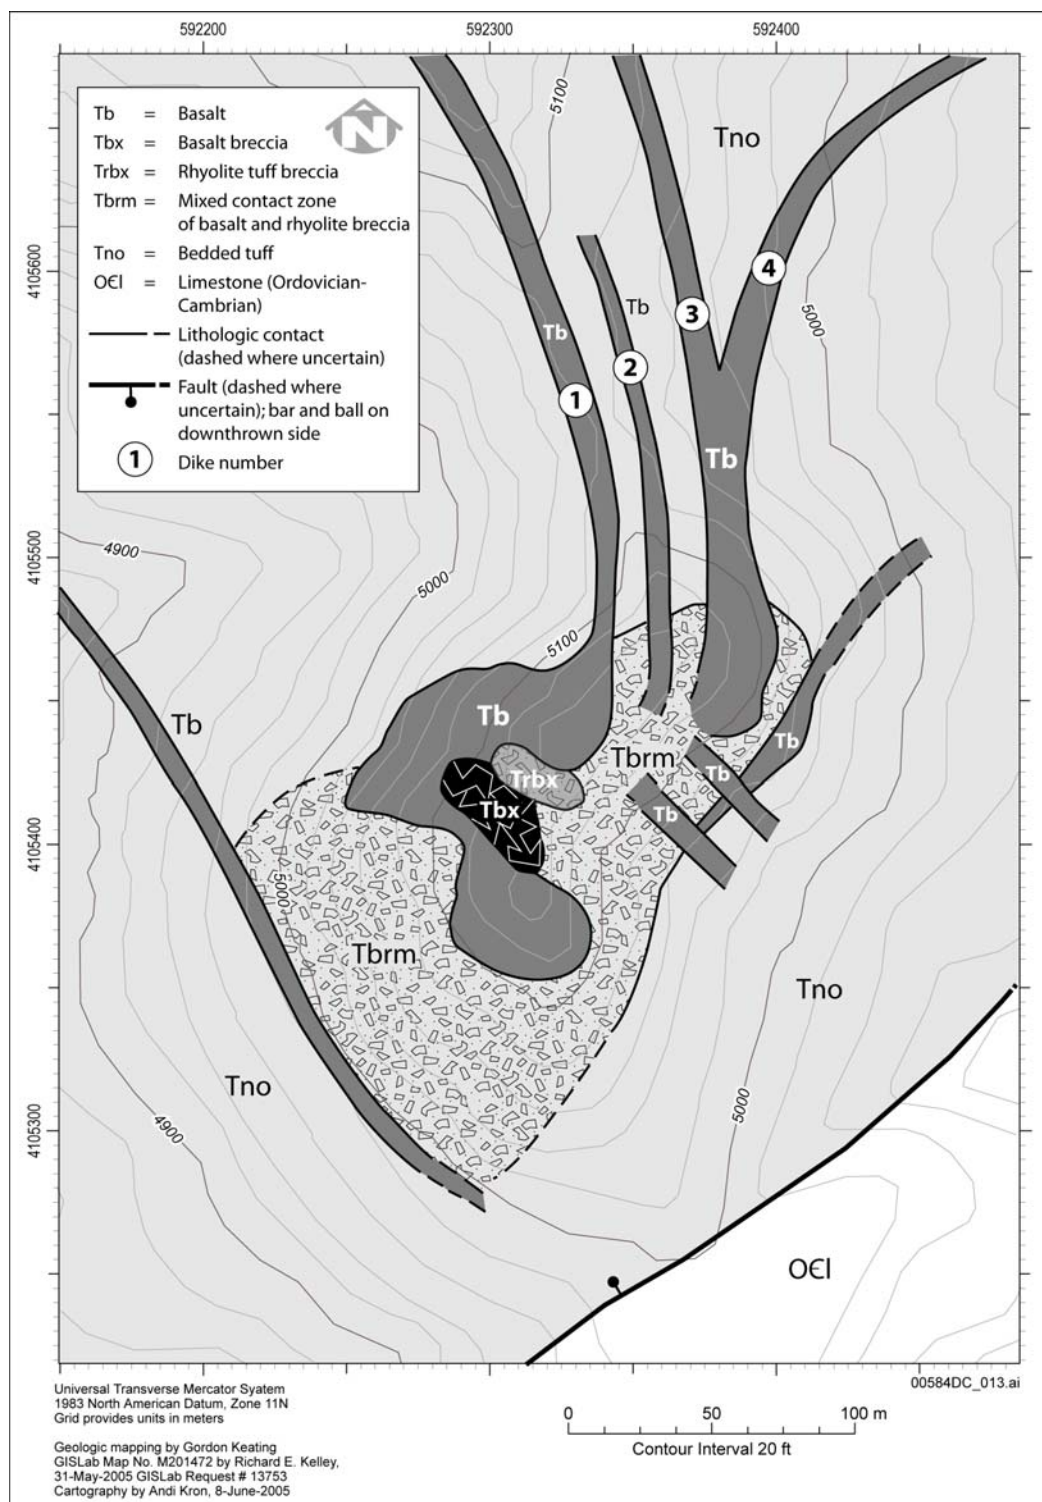 592200
592300
592400
Tb = Basalt
Tbx = Basalt breccia
Trbx = Rhyolite tuff breccia
Tbrm = Mixed contact zone
of basalt and rhyolite breccia
Tno = Bedded tuff
OЄl = Limestone (Ordovician-
Cambrian)
Lithologic contact
(dashed where uncertain)
Fault (dashed where
uncertain); bar and ball on
downthrown side
1 Dike number
N
5100
Tno
4105600
4
3
5000
Tb
Tb
2
1
Tb
4105500
4900
5000
5100
Tb
Tb
Tb
Tbrm
Trbx
Tb
Tbx
Tb
4105400
5000
Tbrm
Tno
Tno
5000
4105300
4900
OЄl
Universal Transverse Mercator Syatem
1983 North American Datum, Zone 11N
Grid provides units in meters
Geologic mapping by Gordon Keating
GISLab Map No. M201472 by Richard E. Kelley,
31-May-2005 GISLab Request # 13753
Cartography by Andi Kron, 8-June-2005
00584DC_013.ai
0 50 100 m
Contour Interval 20 ft